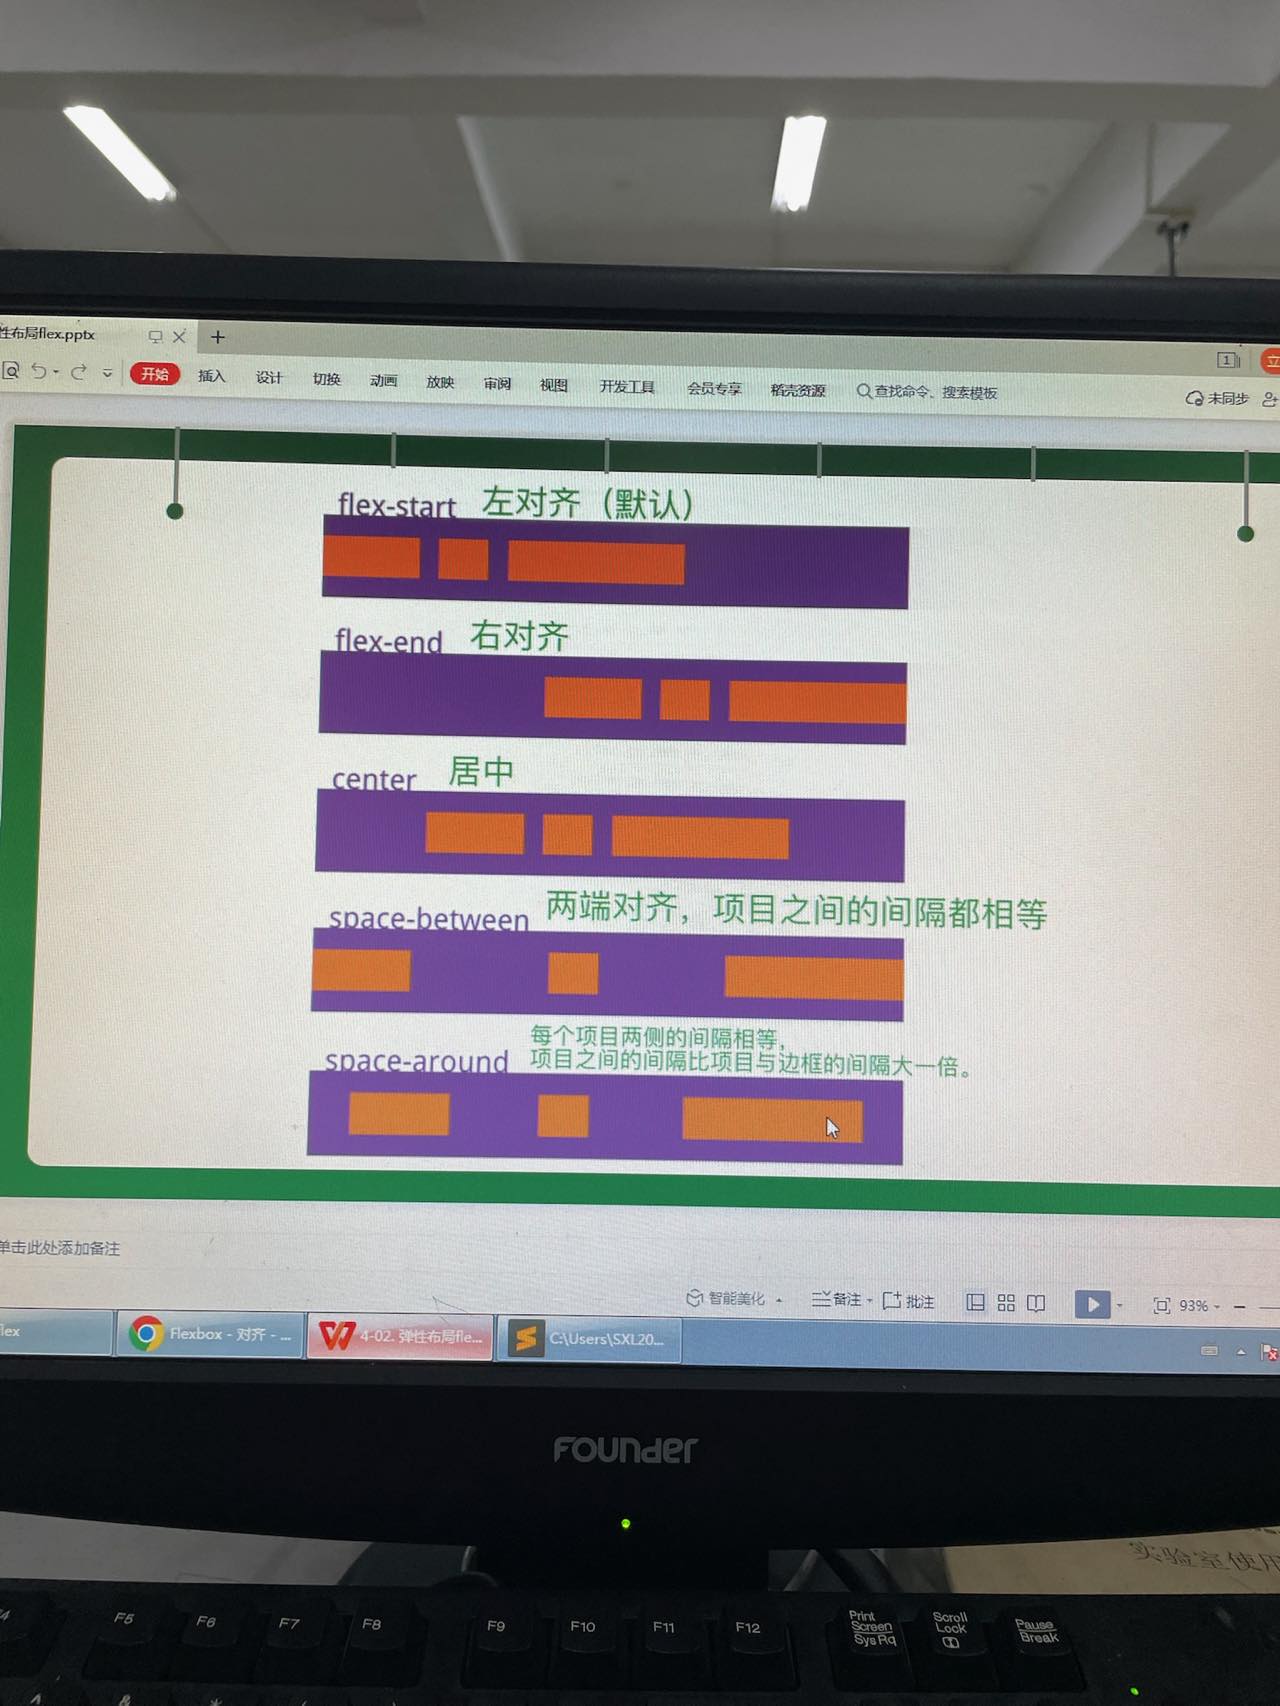 性布局flex.pptx
开始 插入 设计 切换 动画 放映 审阅 视图 开发工具 会员专享 稻壳资源 查找命令、搜索模板 未同步
flex-start 左对齐（默认）
flex-end 右对齐
center 居中
space-between 两端对齐，项目之间的间隔都相等
每个项目两侧的间隔相等，
space-around 项目之间的间隔比项目与边框的间隔大一倍。
单击此处添加备注
智能美化 备注 批注 93%
lex Flexbox - 对齐 - ... 4-02. 弹性布局fle... C:\Users\SXL20...
FOUNDER
实验室使用
F5 F6 F7 F8 F9 F10 F11 F12 Print Screen SysRq Scroll Lock Pause Break